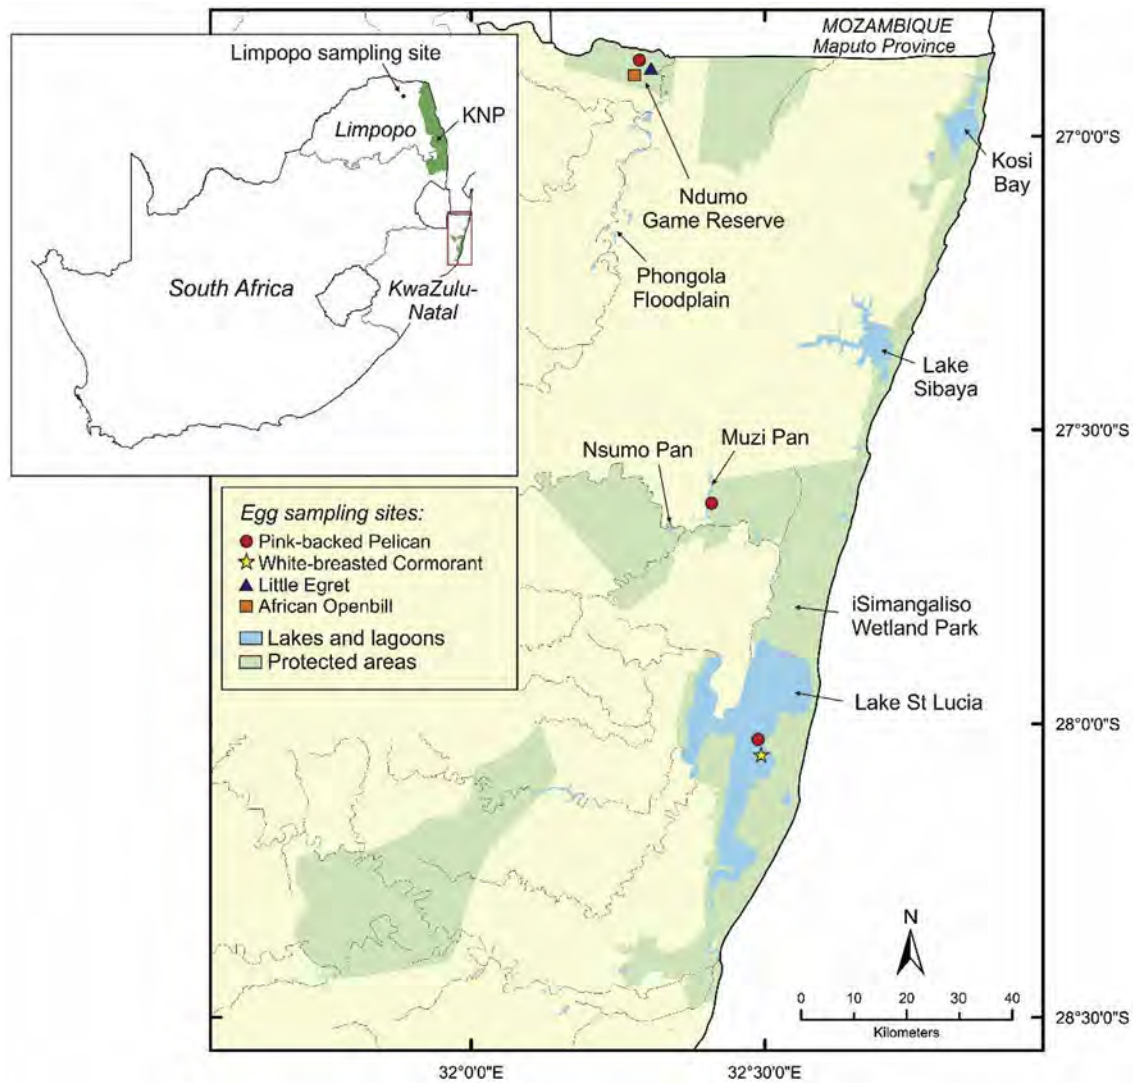 MOZAMBIQUE
Maputo Province
Limpopo sampling site
Limpopo
KNP
South Africa
KwaZulu-
Natal
27°0'0"S
Kosi
Bay
Ndumo
Game Reserve
Phongola
Floodplain
Lake
Sibaya
27°30'0"S
Nsumo Pan
Muzi Pan
Egg sampling sites:
Pink-backed Pelican
White-breasted Cormorant
Little Egret
African Openbill
Lakes and lagoons
Protected areas
iSimangaliso
Wetland Park
Lake St Lucia
28°0'0"S
N
0 10 20 30 40
Kilometers
28°30'0"S
32°0'0"E
32°30'0"E